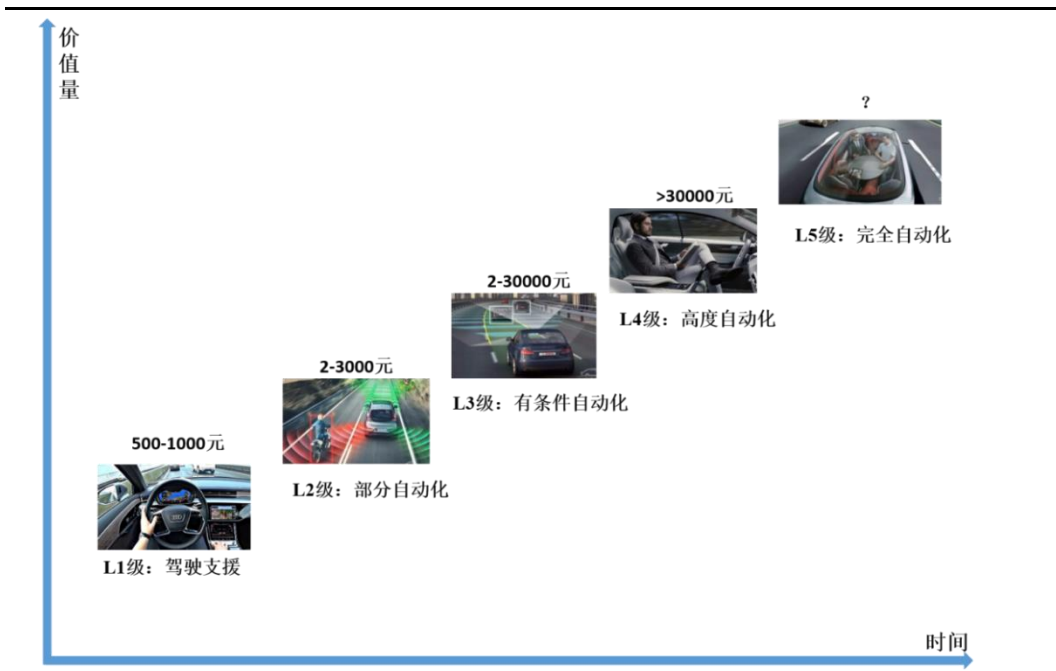 价值量
?
>30000元
L5级：完全自动化
2-30000元
L4级：高度自动化
2-3000元
L3级：有条件自动化
500-1000元
L2级：部分自动化
L1级：驾驶支援
时间